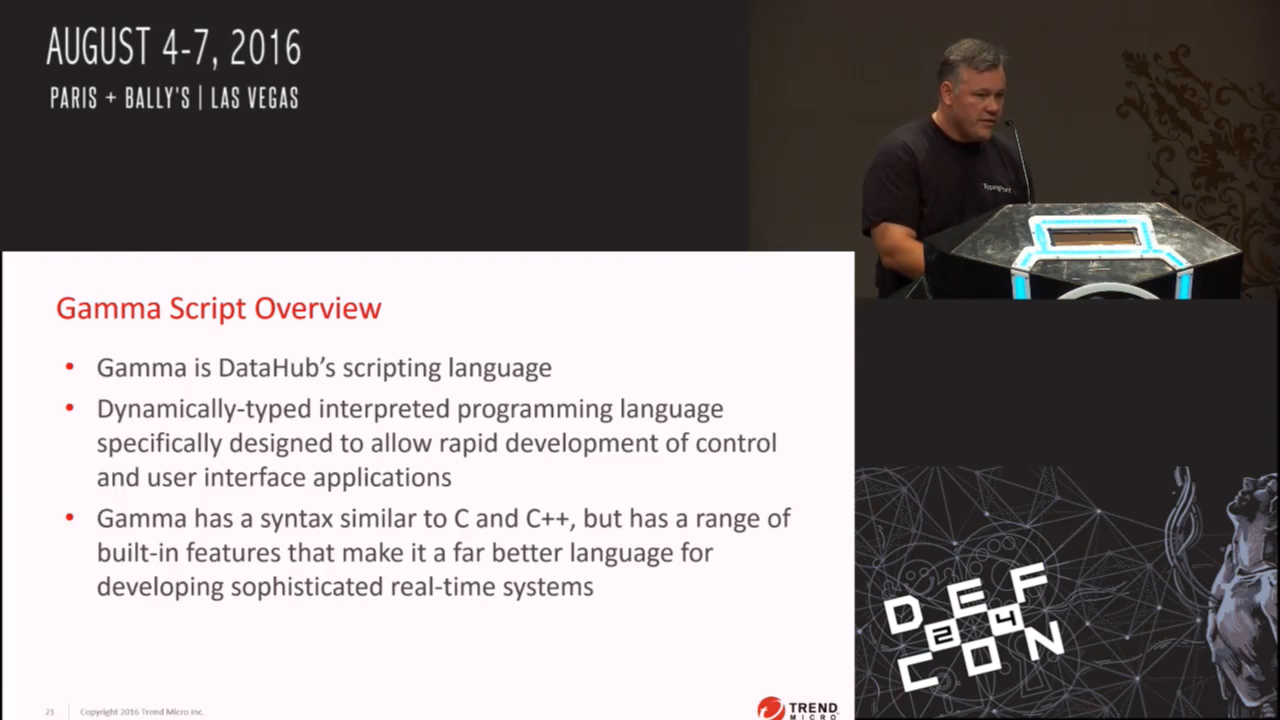 AUGUST 4-7, 2016
PARIS + BALLY'S | LAS VEGAS
TippingPoint
Gamma Script Overview
• Gamma is DataHub's scripting language
• Dynamically-typed interpreted programming language
specifically designed to allow rapid development of control
and user interface applications
• Gamma has a syntax similar to C and C++, but has a range of
built-in features that make it a far better language for
developing sophisticated real-time systems
21
Copyright 2016 Trend Micro Inc.
TREND
MICRO
DEF
24
CON